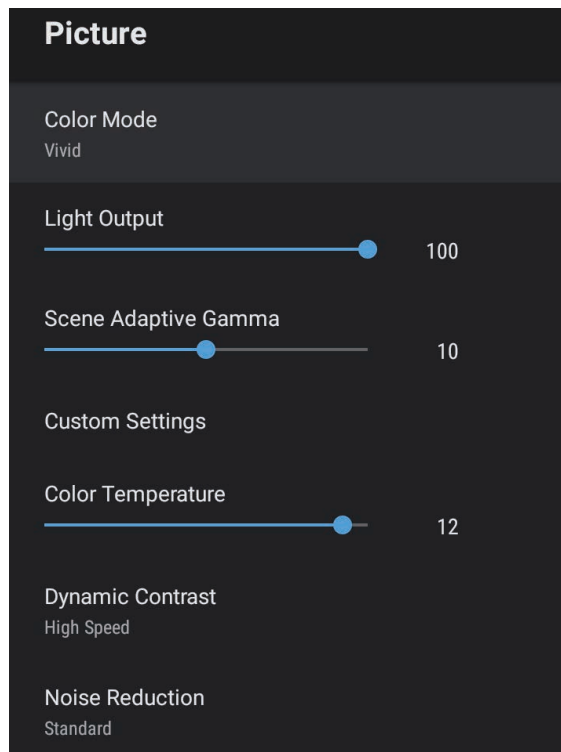 Picture
Color Mode
Vivid
Light Output
100
Scene Adaptive Gamma
10
Custom Settings
Color Temperature
12
Dynamic Contrast
High Speed
Noise Reduction
Standard